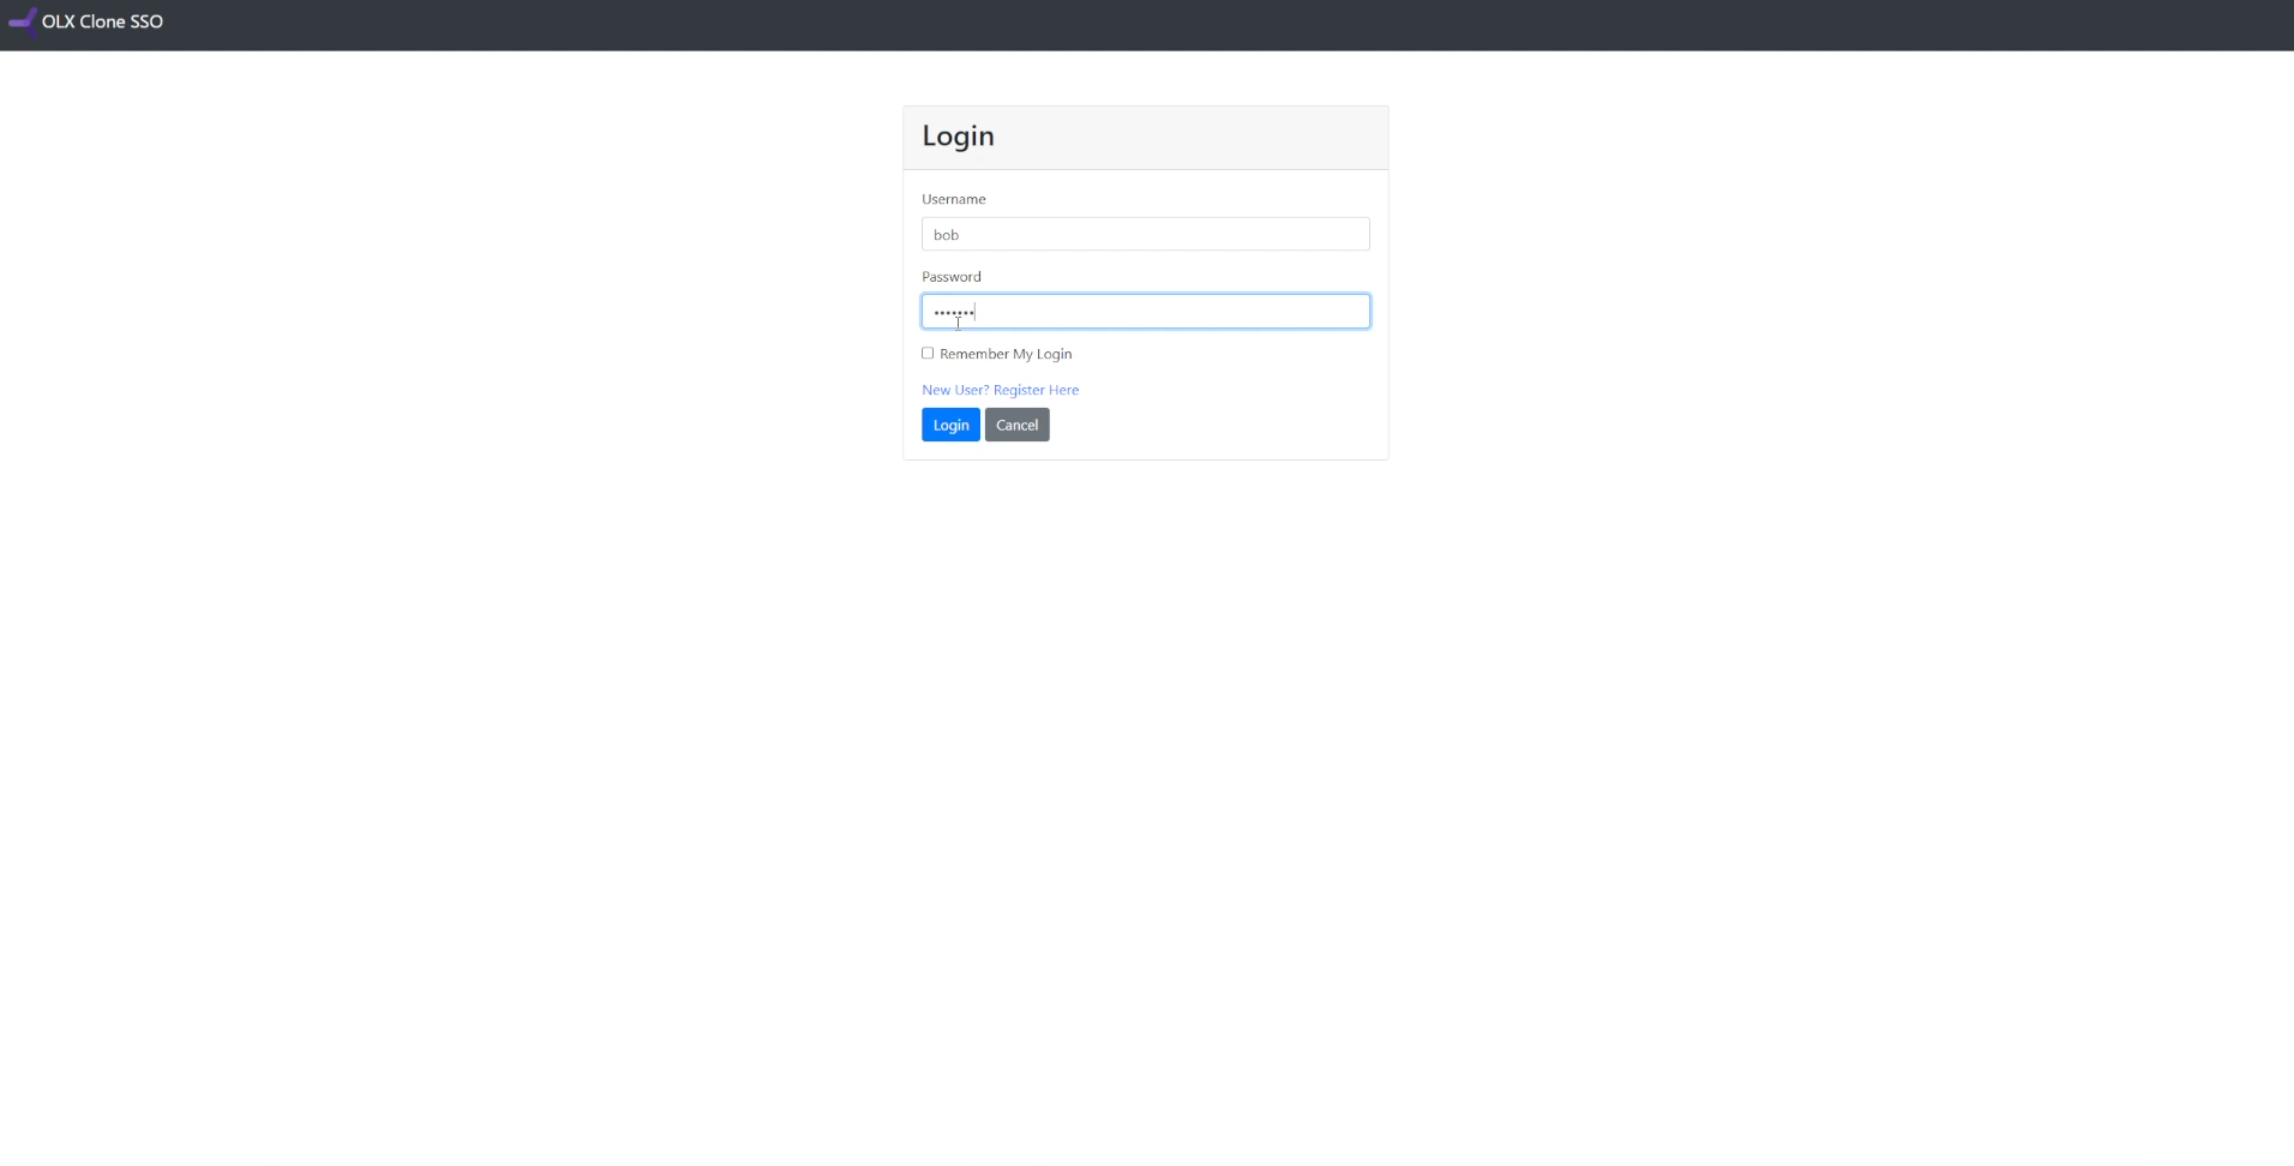 OLX Clone SSO
Login
Username
bob
Password
•••••••
Remember My Login
New User? Register Here
Login Cancel